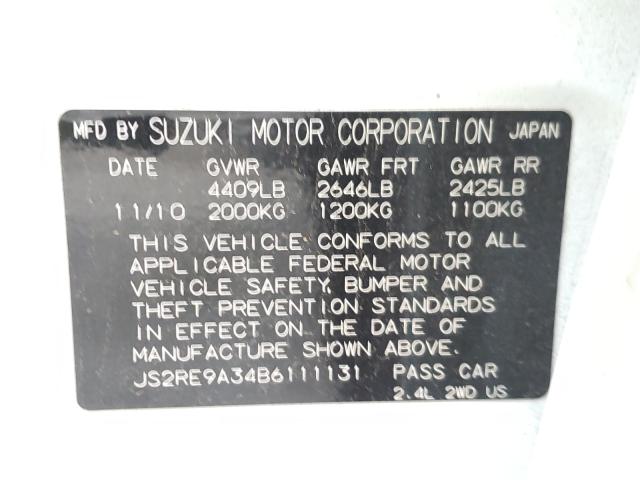 MFD BY SUZUKI MOTOR CORPORATION JAPAN
DATE GVWR GAWR FRT GAWR RR
4409LB 2646LB 2425LB
11/10 2000KG 1200KG 1100KG
THIS VEHICLE CONFORMS TO ALL
APPLICABLE FEDERAL MOTOR
VEHICLE SAFETY, BUMPER AND
THEFT PREVENTION STANDARDS
IN EFFECT ON THE DATE OF
MANUFACTURE SHOWN ABOVE.
JS2RE9A34B6111131 PASS CAR
2.4L 2WD US